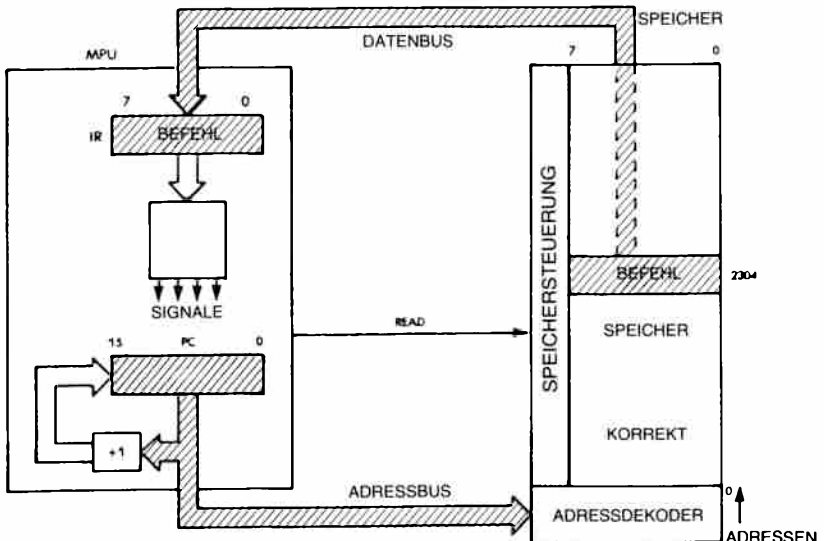 SPEICHER
DATENBUS
MPU
7 0
7 0
IR BEFEHL
SPEICHERSTEUERUNG
BEFEHL 2304
SIGNALE
READ
SPEICHER
15 PC 0
KORREKT
+1
ADRESSBUS
0
ADRESSDEKODER
ADRESSEN